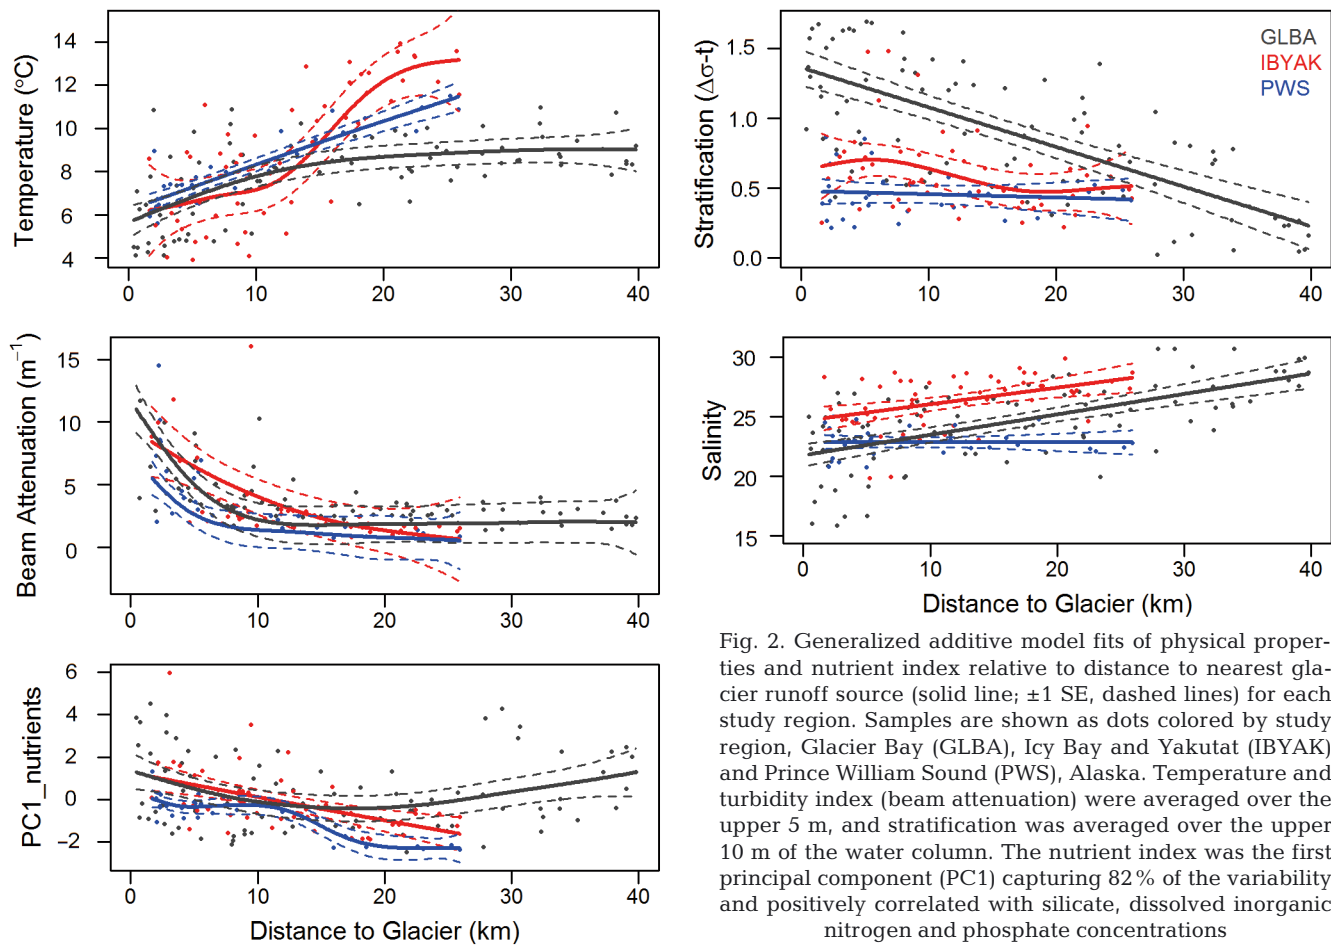 Temperature (°C)
14
12
10
8
6
4
0
10
20
30
40
Stratification (Δσ-t)
1.5
1.0
0.5
0.0
GLBA
IBYAK
PWS
0
10
20
30
40
Beam Attenuation (m−1)
15
10
5
0
0
10
20
30
40
Salinity
30
25
20
15
0
10
20
30
40
Distance to Glacier (km)
PC1_nutrients
6
4
2
0
−2
0
10
20
30
40
Distance to Glacier (km)
Fig. 2. Generalized additive model fits of physical proper-
ties and nutrient index relative to distance to nearest gla-
cier runoff source (solid line; ±1 SE, dashed lines) for each
study region. Samples are shown as dots colored by study
region, Glacier Bay (GLBA), Icy Bay and Yakutat (IBYAK)
and Prince Willian Sound (PWS), Alaska. Temperature and
turbidity index (beam attenuation) were averaged over the
upper 5 m, and stratification was averaged over the upper
10 m of the water column. The nutrient index was the first
principal component (PC1) capturing 82% of the variability
and positively correlated with silicate, dissolved inorganic
nitrogen and phosphate concentrations